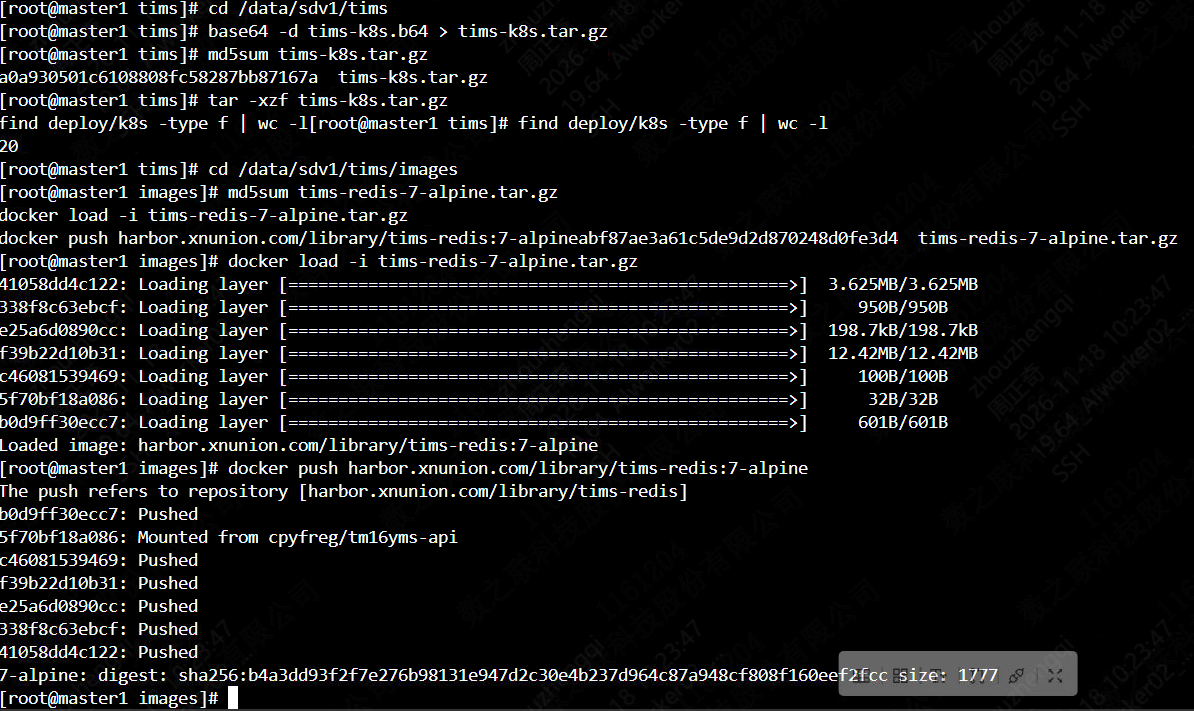 [root@master1 tims]# cd /data/sdv1/tims
[root@master1 tims]# base64 -d tims-k8s.b64 > tims-k8s.tar.gz
[root@master1 tims]# md5sum tims-k8s.tar.gz
a0a930501c6108808fc58287bb87167a  tims-k8s.tar.gz
[root@master1 tims]# tar -xzf tims-k8s.tar.gz
find deploy/k8s -type f | wc -l[root@master1 tims]# find deploy/k8s -type f | wc -l
20
[root@master1 tims]# cd /data/sdv1/tims/images
[root@master1 images]# md5sum tims-redis-7-alpine.tar.gz
docker load -i tims-redis-7-alpine.tar.gz
docker push harbor.xnunion.com/library/tims-redis:7-alpineabf87ae3a61c5de9d2d870248d0fe3d4  tims-redis-7-alpine.tar.gz
[root@master1 images]# docker load -i tims-redis-7-alpine.tar.gz
41058dd4c122: Loading layer [==================================================>]  3.625MB/3.625MB
338f8c63ebcf: Loading layer [==================================================>]     950B/950B
e25a6d0890cc: Loading layer [==================================================>]  198.7kB/198.7kB
f39b22d10b31: Loading layer [==================================================>]  12.42MB/12.42MB
c46081539469: Loading layer [==================================================>]     100B/100B
5f70bf18a086: Loading layer [==================================================>]      32B/32B
b0d9ff30ecc7: Loading layer [==================================================>]     601B/601B
Loaded image: harbor.xnunion.com/library/tims-redis:7-alpine
[root@master1 images]# docker push harbor.xnunion.com/library/tims-redis:7-alpine
The push refers to repository [harbor.xnunion.com/library/tims-redis]
b0d9ff30ecc7: Pushed
5f70bf18a086: Mounted from cpyfreg/tm16yms-api
c46081539469: Pushed
f39b22d10b31: Pushed
e25a6d0890cc: Pushed
338f8c63ebcf: Pushed
41058dd4c122: Pushed
7-alpine: digest: sha256:b4a3dd93f2f7e276b98131e947d2c30e4b237d964c87a948cf808f160eef2fcc size: 1777
[root@master1 images]#